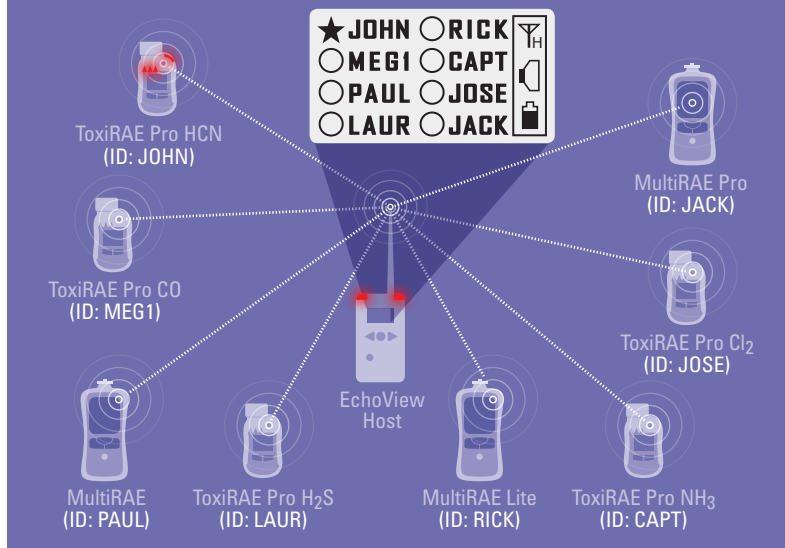 ★ JOHN ○ RICK
○ MEG1 ○ CAPT
○ PAUL ○ JOSE
○ LAUR ○ JACK
H
ToxiRAE Pro HCN
(ID: JOHN)
MultiRAE Pro
(ID: JACK)
ToxiRAE Pro CO
(ID: MEG1)
ToxiRAE Pro Cl₂
(ID: JOSE)
EchoView
Host
MultiRAE
(ID: PAUL)
ToxiRAE Pro H₂S
(ID: LAUR)
MultiRAE Lite
(ID: RICK)
ToxiRAE Pro NH₃
(ID: CAPT)